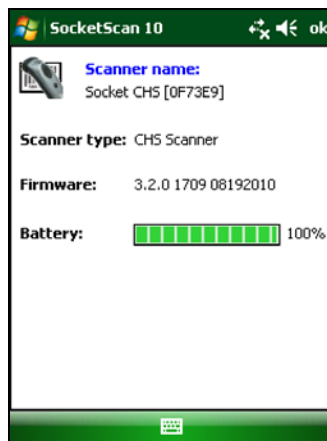 SocketScan 10 ok
Scanner name:
Socket CHS [0F73E9]
Scanner type: CHS Scanner
Firmware: 3.2.0 1709 08192010
Battery: 100%